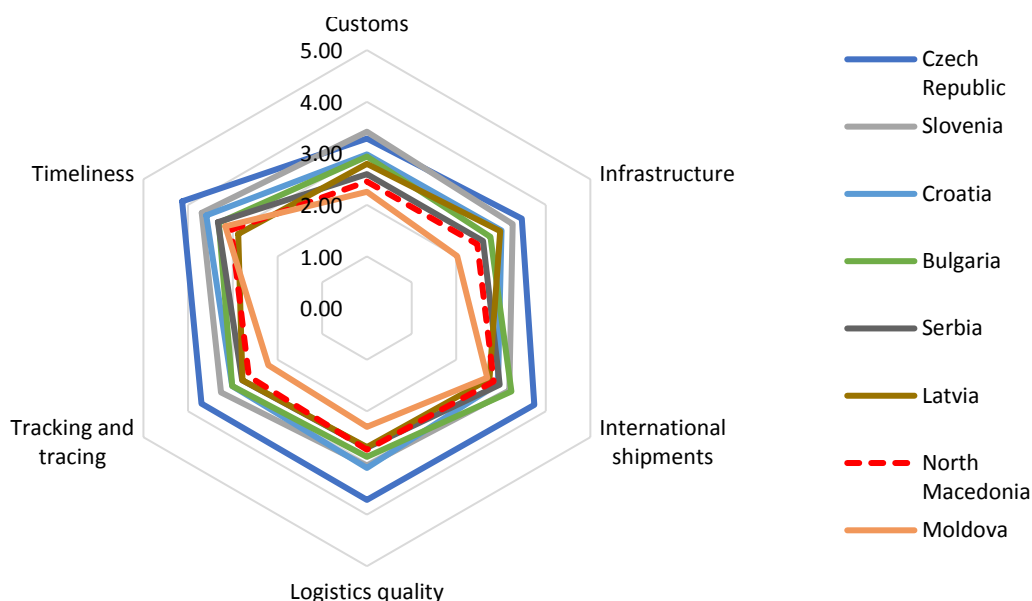 Customs
5.00
4.00
3.00
2.00
1.00
0.00
Timeliness
Infrastructure
Tracking and
tracing
International
shipments
Logistics quality
Czech
Republic
Slovenia
Croatia
Bulgaria
Serbia
Latvia
North
Macedonia
Moldova